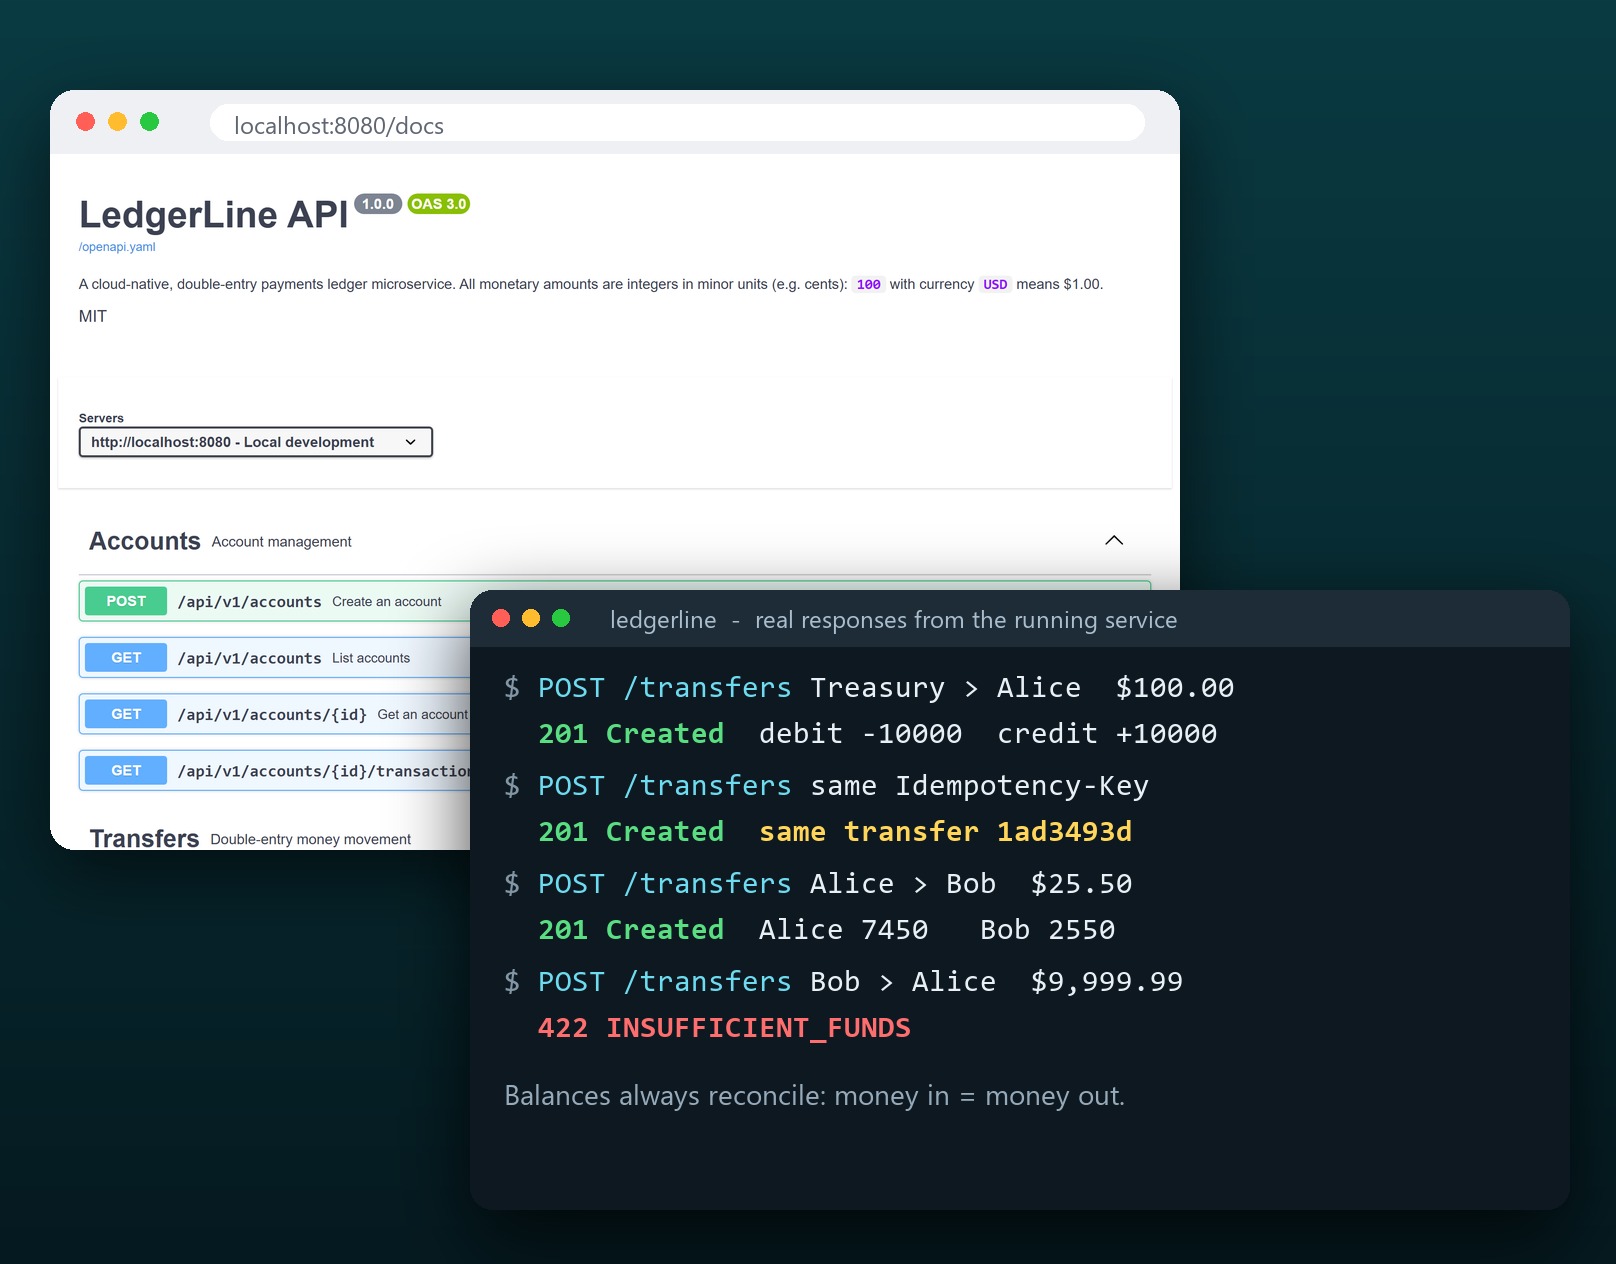 localhost:8080/docs
LedgerLine API 1.0.0 OAS 3.0
/openapi.yaml
A cloud-native, double-entry payments ledger microservice. All monetary amounts are integers in minor units (e.g. cents): 100 with currency USD means $1.00.
MIT
Servers
http://localhost:8080 - Local development
Accounts Account management
POST /api/v1/accounts Create an account
GET /api/v1/accounts List accounts
GET /api/v1/accounts/{id} Get an account
GET /api/v1/accounts/{id}/transaction
Transfers Double-entry money movement
ledgerline - real responses from the running service
$ POST /transfers Treasury > Alice $100.00
201 Created debit -10000 credit +10000
$ POST /transfers same Idempotency-Key
201 Created same transfer 1ad3493d
$ POST /transfers Alice > Bob $25.50
201 Created Alice 7450 Bob 2550
$ POST /transfers Bob > Alice $9,999.99
422 INSUFFICIENT_FUNDS
Balances always reconcile: money in = money out.